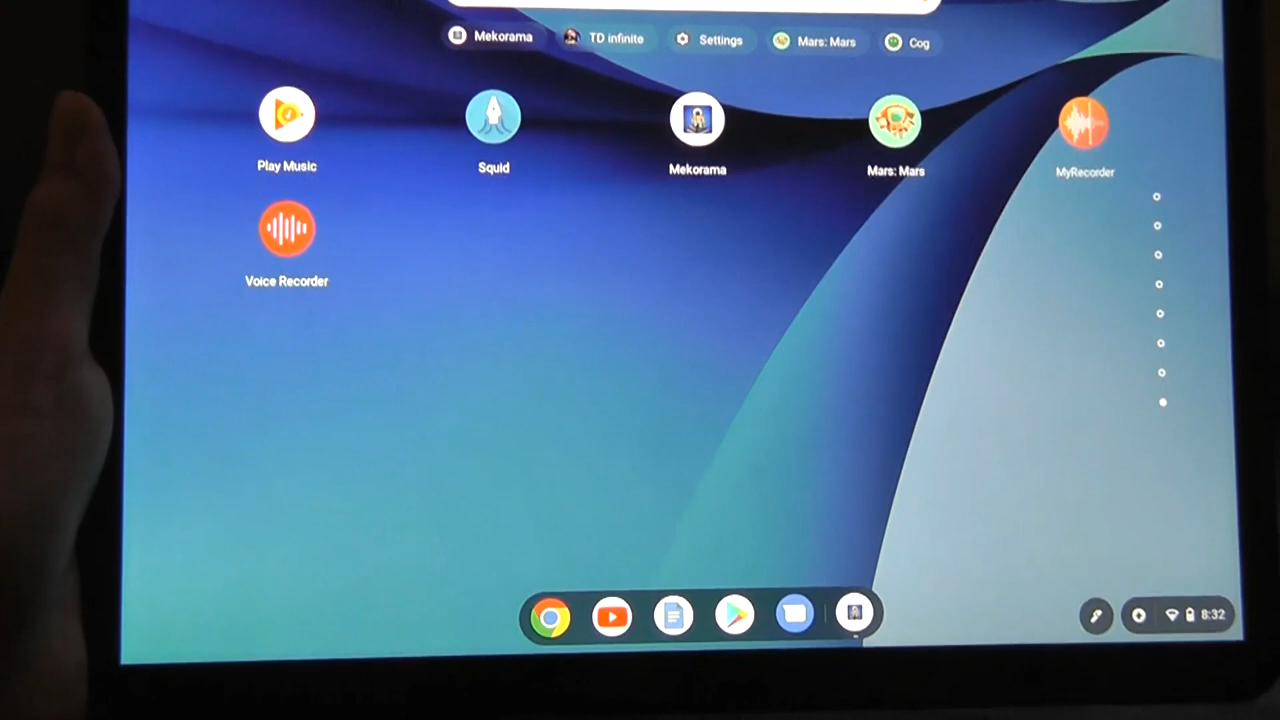 Mekorama TD infinite Settings Mars: Mars Cog
Play Music Squid Mekorama Mars: Mars MyRecorder
Voice Recorder
8:32